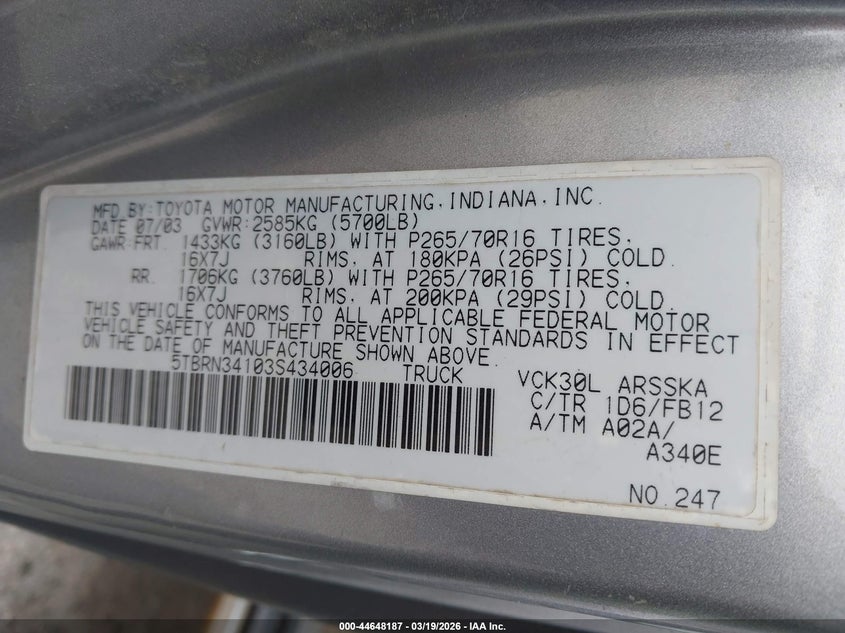 MFD.BY:TOYOTA MOTOR MANUFACTURING,INDIANA,INC.
DATE 07/03 GVWR:2585KG (5700LB)
GAWR:FRT. 1433KG (3160LB) WITH P265/70R16 TIRES,
16X7J RIMS, AT 180KPA (26PSI) COLD.
RR. 1706KG (3760LB) WITH P265/70R16 TIRES,
16X7J RIMS, AT 200KPA (29PSI) COLD.
THIS VEHICLE CONFORMS TO ALL APPLICABLE FEDERAL MOTOR
VEHICLE SAFETY AND THEFT PREVENTION STANDARDS IN EFFECT
ON THE DATE OF MANUFACTURE SHOWN ABOVE.
5TBRN34103S434006 TRUCK
VCK30L ARSSKA
C/TR 1D6/FB12
A/TM A02A/
A340E
NO.247
000-44648187 - 03/19/2026 - IAA Inc.